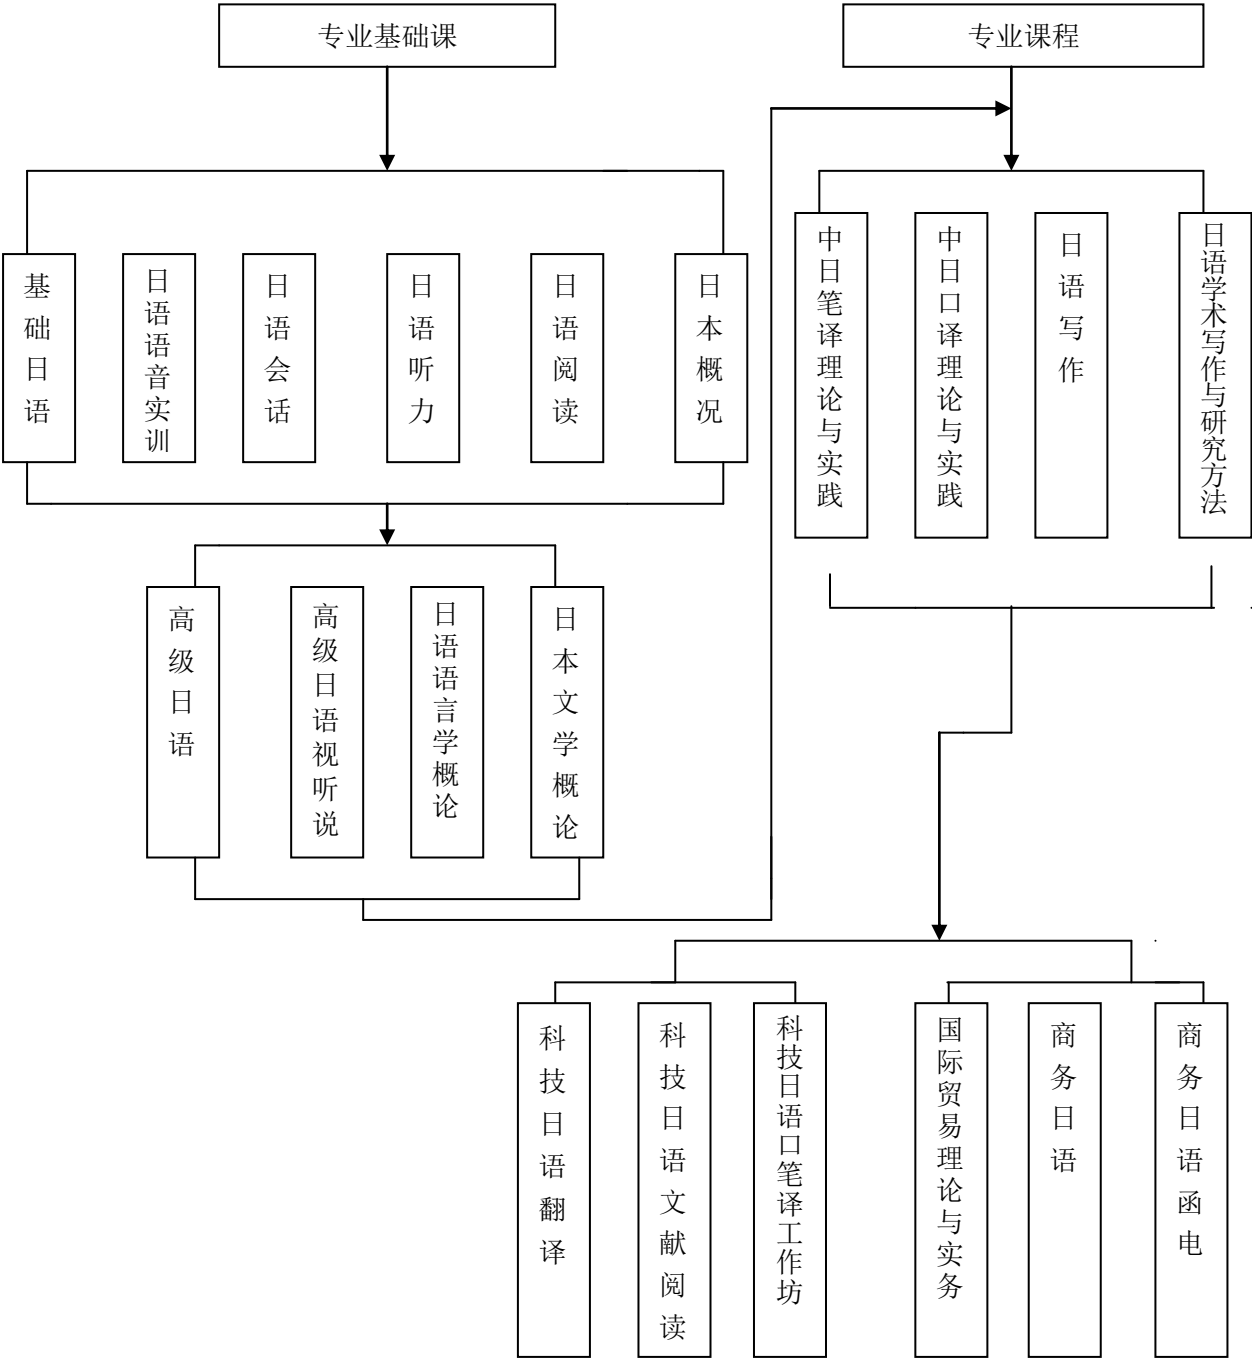 专业基础课
专业课程
基础日语
日语语音实训
日语会话
日语听力
日语阅读
日本概况
中日笔译理论与实践
中日口译理论与实践
日语写作
日语学术写作与研究方法
高级日语
高级日语视听说
日语语言学概论
日本文学概论
科技日语翻译
科技日语文献阅读
科技日语口笔译工作坊
国际贸易理论与实务
商务日语
商务日语函电